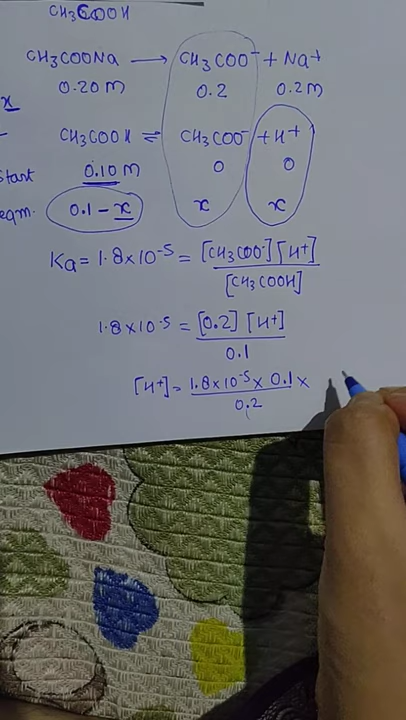 CH3COOH
CH3COONa ⟶ CH3COO⁻ + Na⁺
0.20 M 0.2 0.2 M
x
CH3COOH ⇌ CH3COO⁻ + H⁺
Start 0.10 M 0 0
eqm. 0.1 - x x x
Ka = 1.8 × 10⁻⁵ = [CH3COO⁻] [H⁺] / [CH3COOH]
1.8 × 10⁻⁵ = [0.2] [H⁺] / 0.1
[H⁺] = 1.8 × 10⁻⁵ × 0.1 × / 0.2